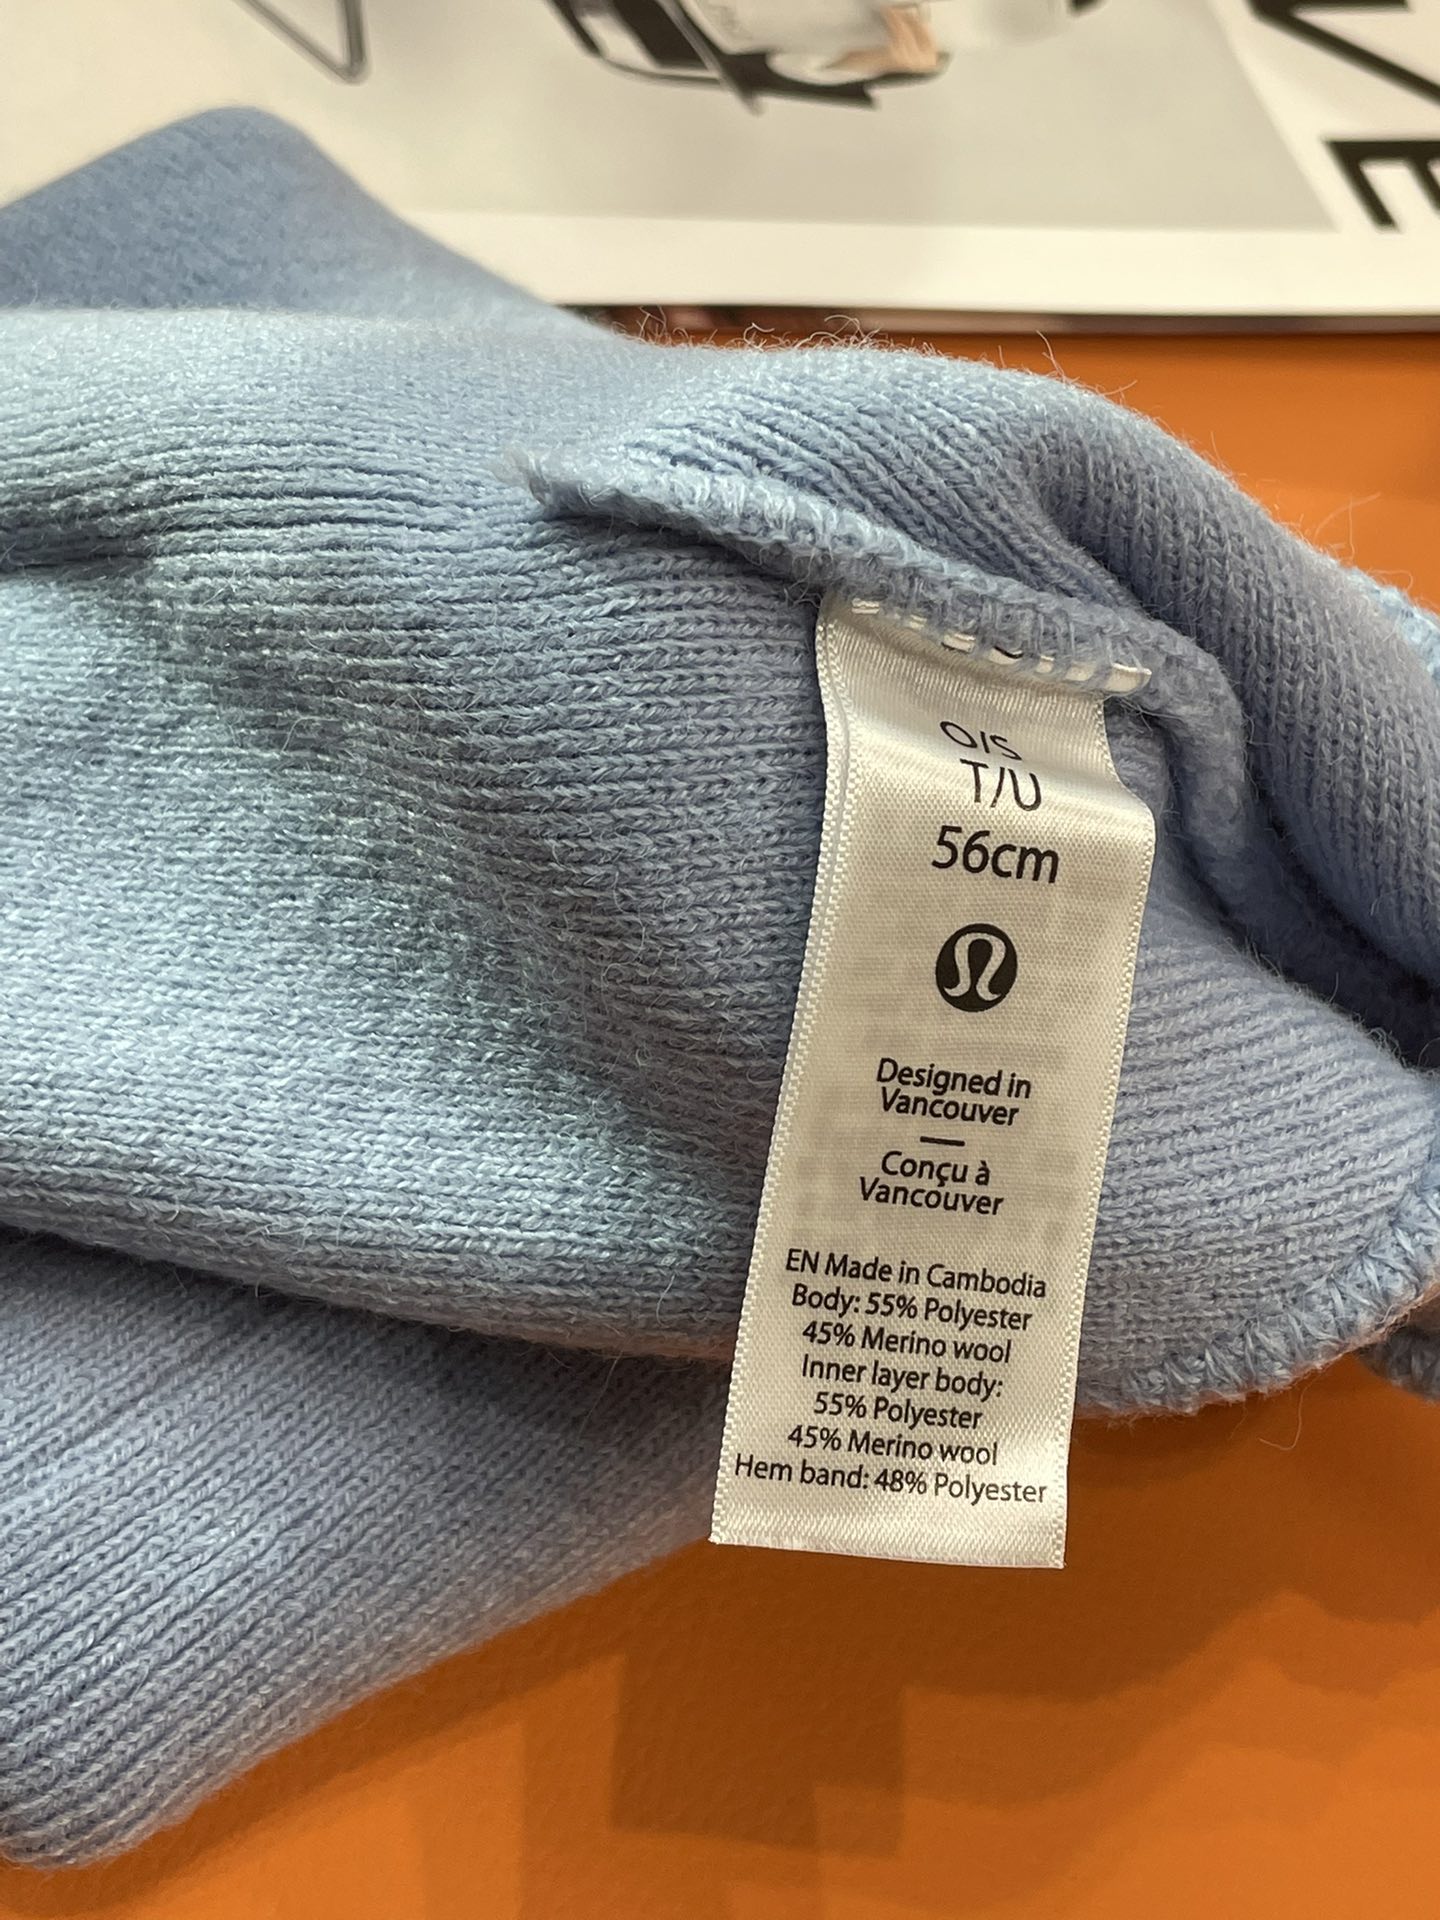 O/S
T/U
56cm
Designed in
Vancouver
—
Conçu à
Vancouver
EN Made in Cambodia
Body: 55% Polyester
45% Merino wool
Inner layer body:
55% Polyester
45% Merino wool
Hem band: 48% Polyester